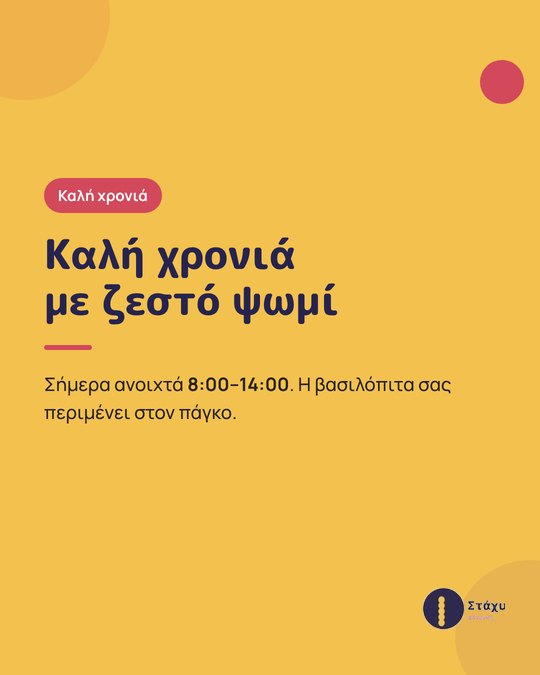 Καλή χρονιά
Καλή χρονιά
με ζεστό ψωμί
Σήμερα ανοιχτά 8:00–14:00. Η βασιλόπιτα σας
περιμένει στον πάγκο.
Στάχυ